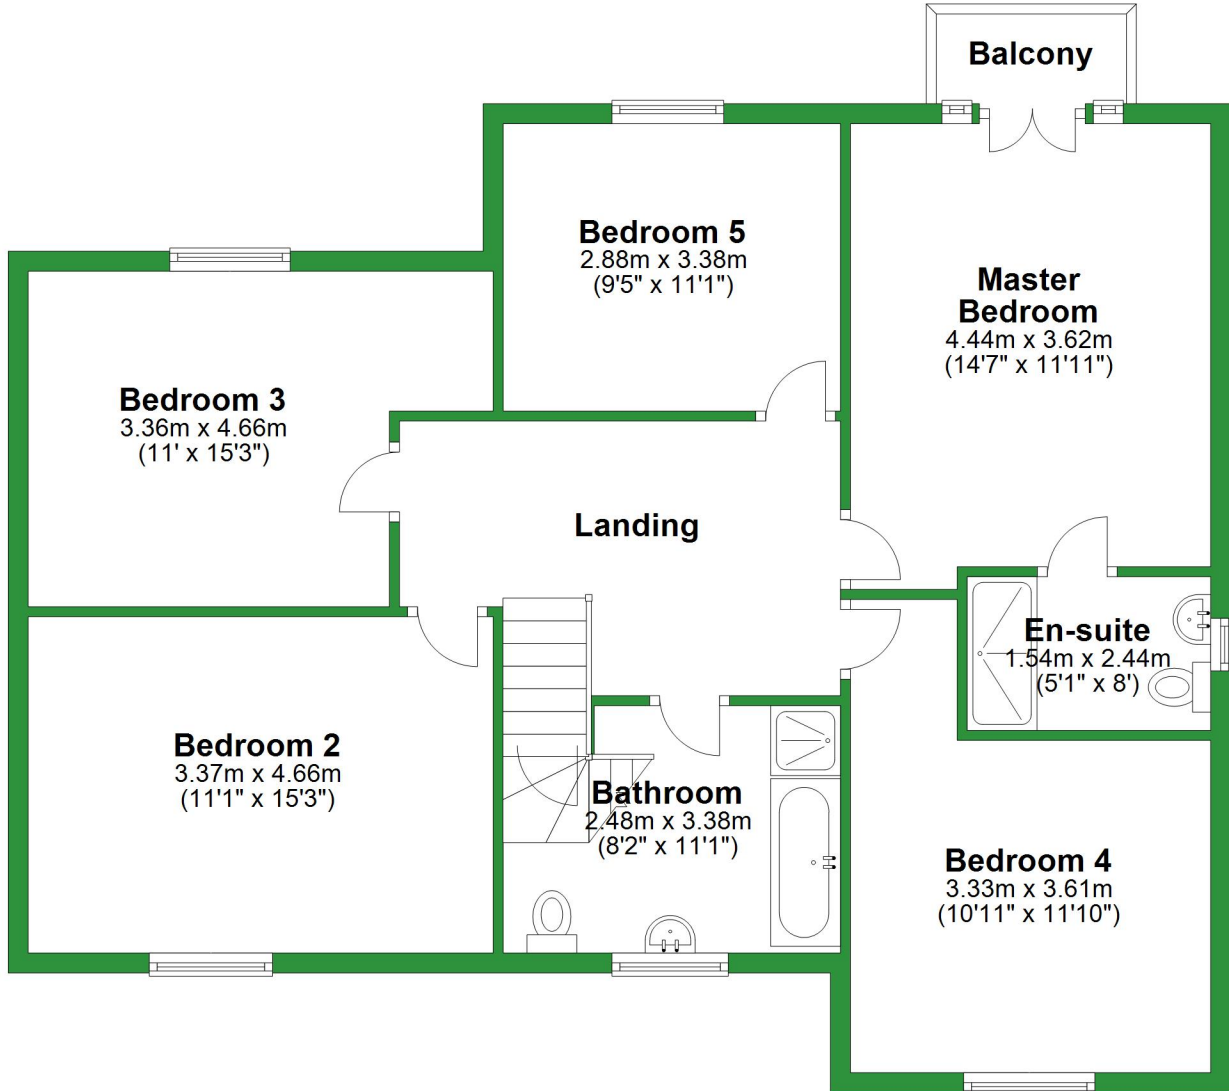 Balcony
Bedroom 5
2.88m x 3.38m
(9'5" x 11'1")
Master
Bedroom
4.44m x 3.62m
(14'7" x 11'11")
Bedroom 3
3.36m x 4.66m
(11' x 15'3")
Landing
En-suite
1.54m x 2.44m
(5'1" x 8')
Bedroom 2
3.37m x 4.66m
(11'1" x 15'3")
Bathroom
2.48m x 3.38m
(8'2" x 11'1")
Bedroom 4
3.33m x 3.61m
(10'11" x 11'10")